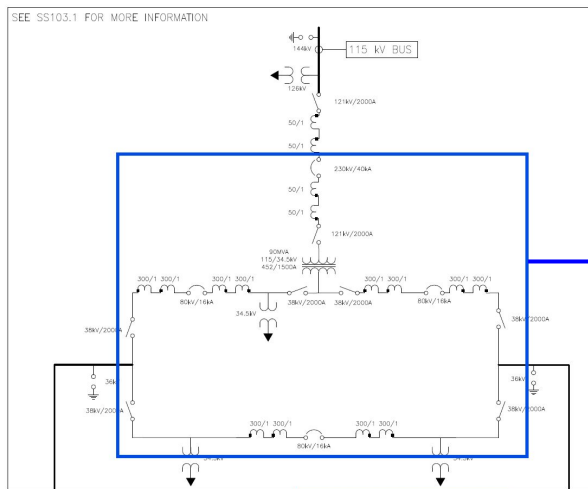 SEE SS103.1 FOR MORE INFORMATION
144kV
115 kV BUS
126kV
121kV/2000A
50/1
50/1
230kV/40kA
50/1
50/1
121kV/2000A
90MVA
115/34.5kV
452/1500A
300/1 300/1 300/1 300/1 300/1 300/1 300/1 300/1
80kV/16kA 38kV/2000A 38kV/2000A 80kV/16kA
34.5kV
38kV/2000A 38kV/2000A
36kV 36kV
38kV/2000A 38kV/2000A
300/1 300/1 300/1 300/1
80kV/16kA
34.5kV 34.5kV